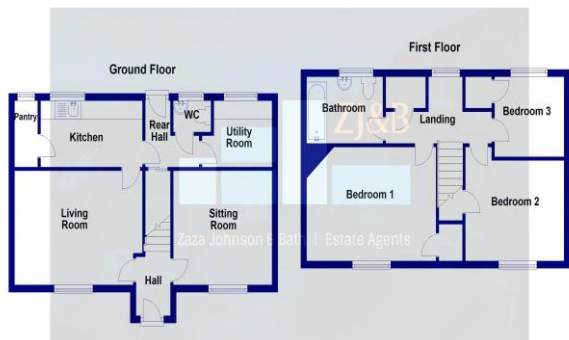 Ground Floor
Pantry
Kitchen
Rear
Hall
WC
Utility
Room
Living
Room
Sitting
Room
Hall
First Floor
Bathroom
Landing
Bedroom 3
Bedroom 1
Bedroom 2
ZJ&B
Zaza Johnson & Bath | Estate Agents